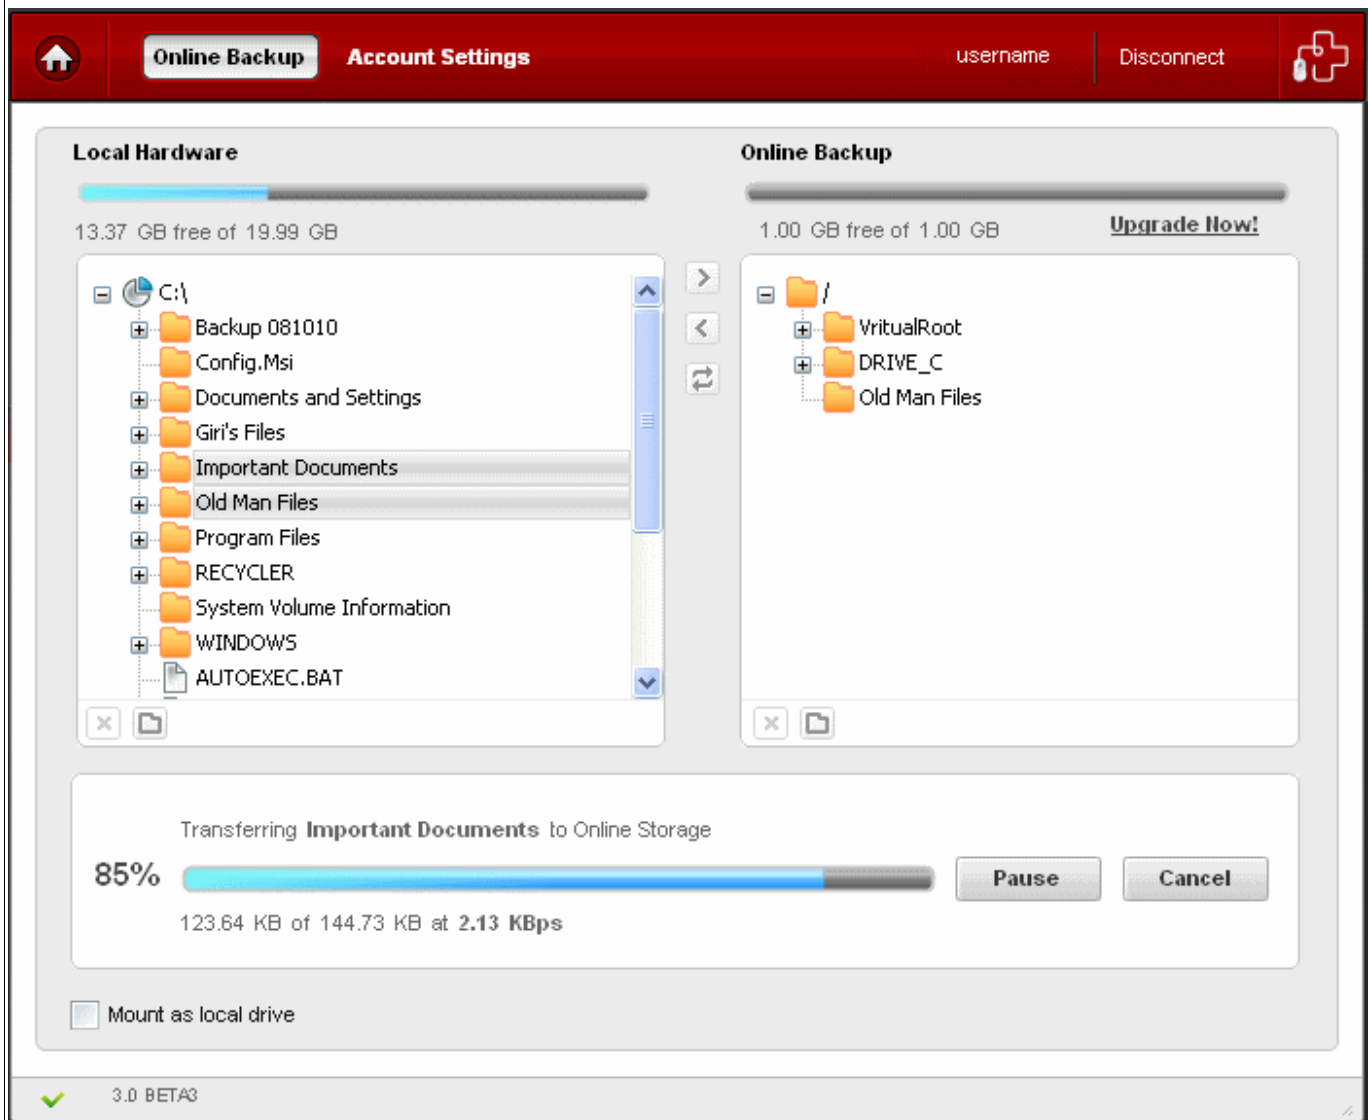 Online Backup Account Settings username Disconnect
Local Hardware
13.37 GB free of 19.99 GB
C:\
Backup 081010
Config.Msi
Documents and Settings
Giri's Files
Important Documents
Old Man Files
Program Files
RECYCLER
System Volume Information
WINDOWS
AUTOEXEC.BAT
Online Backup
1.00 GB free of 1.00 GB Upgrade Now!
/
VritualRoot
DRIVE_C
Old Man Files
Transferring Important Documents to Online Storage
85% Pause Cancel
123.64 KB of 144.73 KB at 2.13 KBps
Mount as local drive
3.0 BETA3